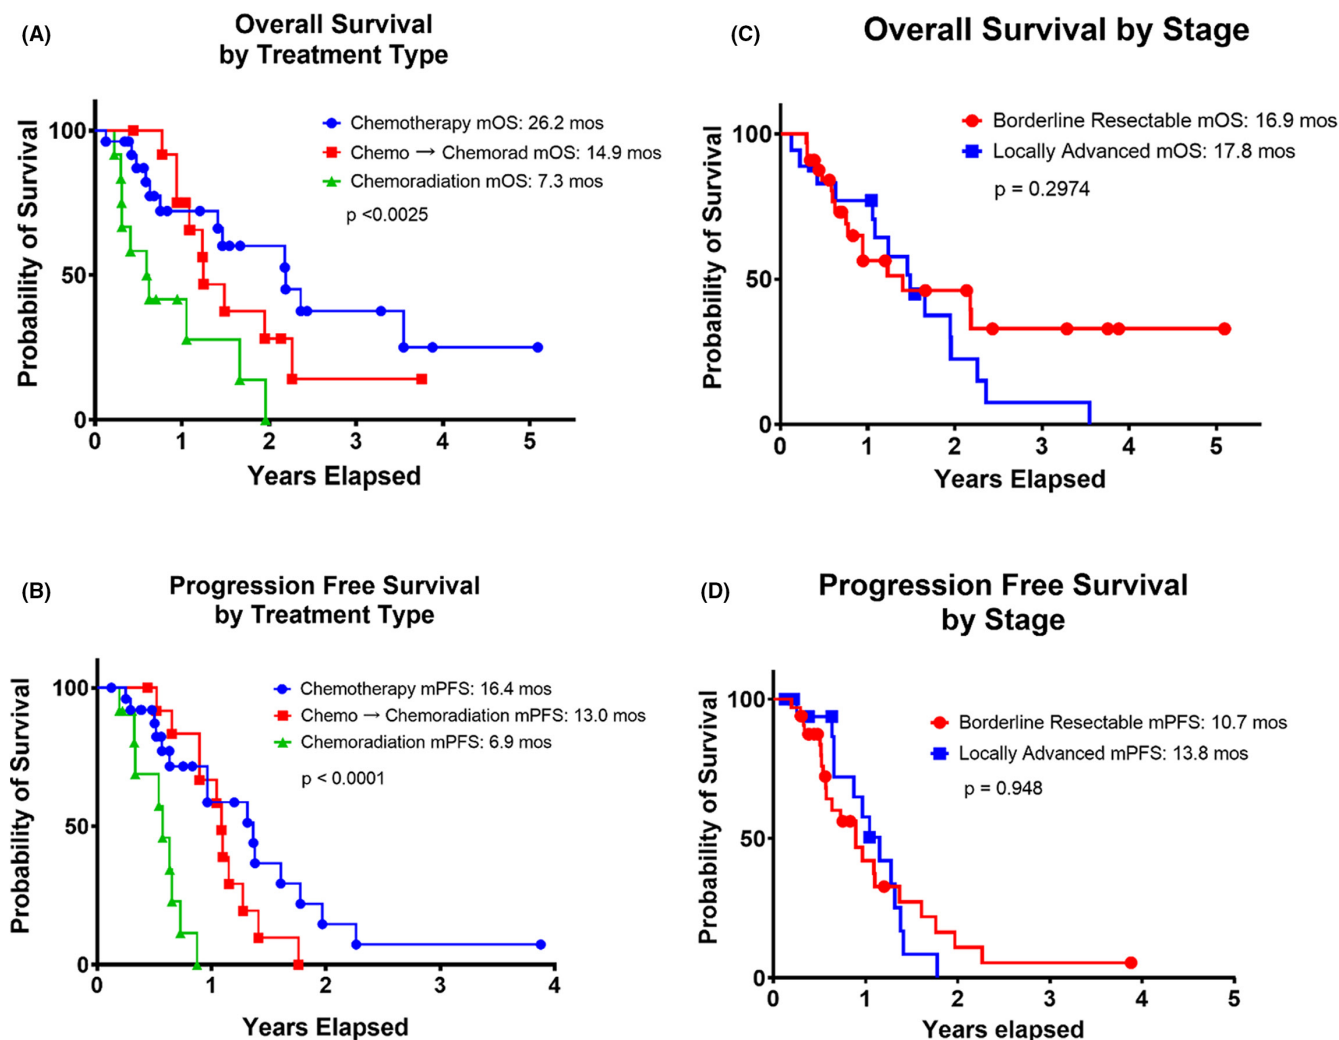 (A)
Overall Survival
by Treatment Type
Probability of Survival
100
50
0
Chemotherapy mOS: 26.2 mos
Chemo → Chemorad mOS: 14.9 mos
Chemoradiation mOS: 7.3 mos
p <0.0025
0 1 2 3 4 5
Years Elapsed
(C)
Overall Survival by Stage
Probability of Survival
100
50
0
Borderline Resectable mOS: 16.9 mos
Locally Advanced mOS: 17.8 mos
p = 0.2974
0 1 2 3 4 5
Years Elapsed
(B)
Progression Free Survival
by Treatment Type
Probability of Survival
100
50
0
Chemotherapy mPFS: 16.4 mos
Chemo → Chemoradiation mPFS: 13.0 mos
Chemoradiation mPFS: 6.9 mos
p < 0.0001
0 1 2 3 4
Years Elapsed
(D)
Progression Free Survival
by Stage
Probability of Survival
100
50
0
Borderline Resectable mPFS: 10.7 mos
Locally Advanced mPFS: 13.8 mos
p = 0.948
0 1 2 3 4 5
Years elapsed